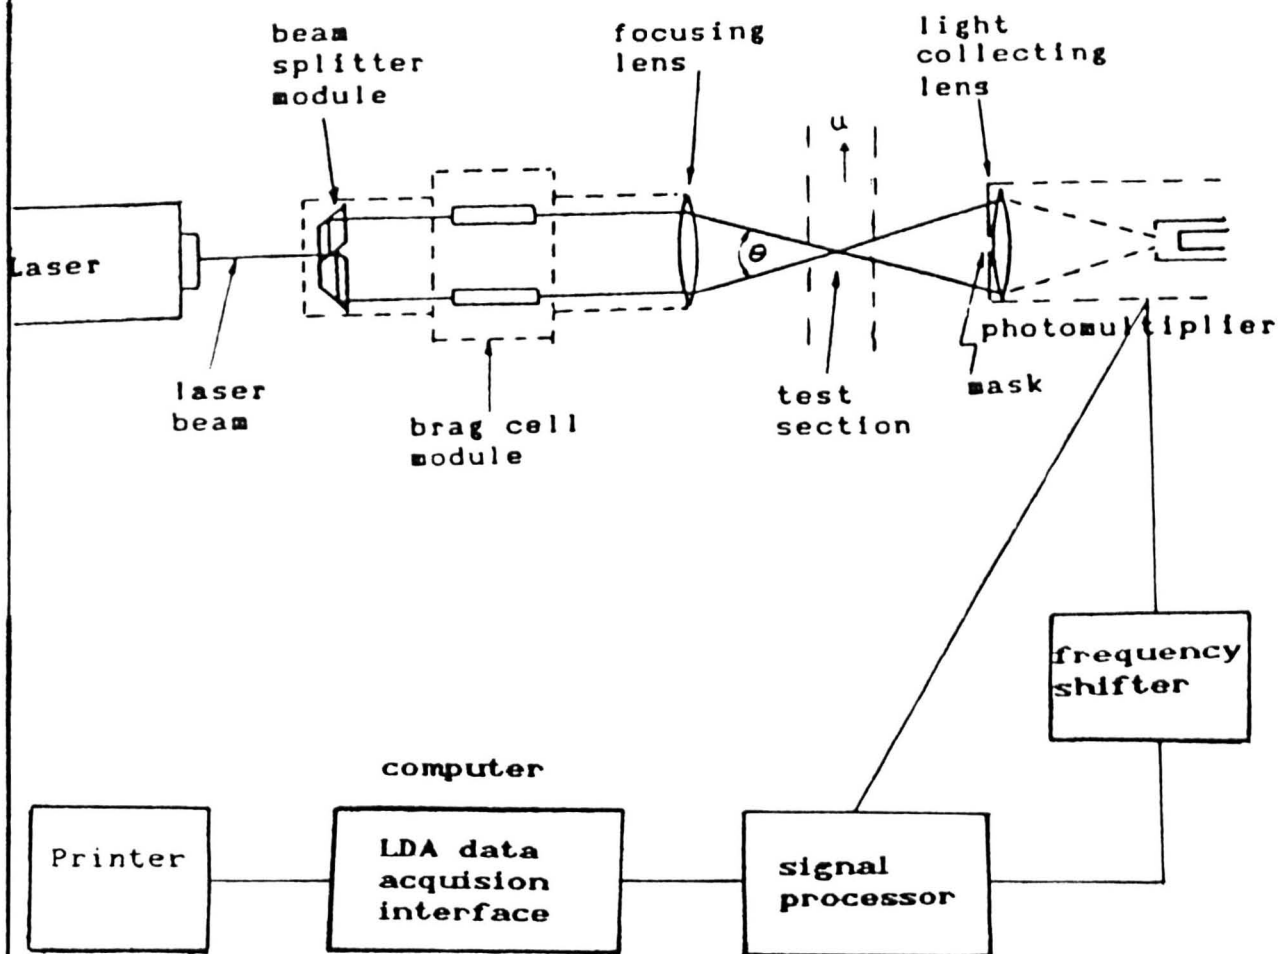 beam
splitter
module
focusing
lens
light
collecting
lens
u
Laser
θ
photomultiplier
laser
beam
brag cell
module
test
section
mask
frequency
shifter
computer
Printer
LDA data
acquision
interface
signal
processor